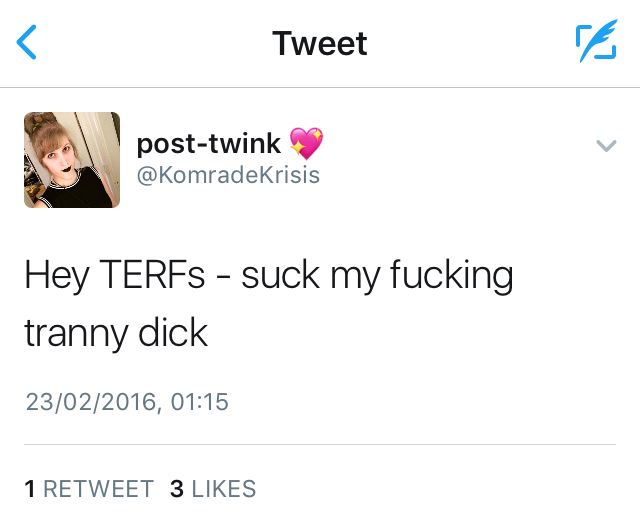 Tweet
post-twink 💖
@KomradeKrisis
Hey TERFs - suck my fucking
tranny dick
23/02/2016, 01:15
1 RETWEET 3 LIKES